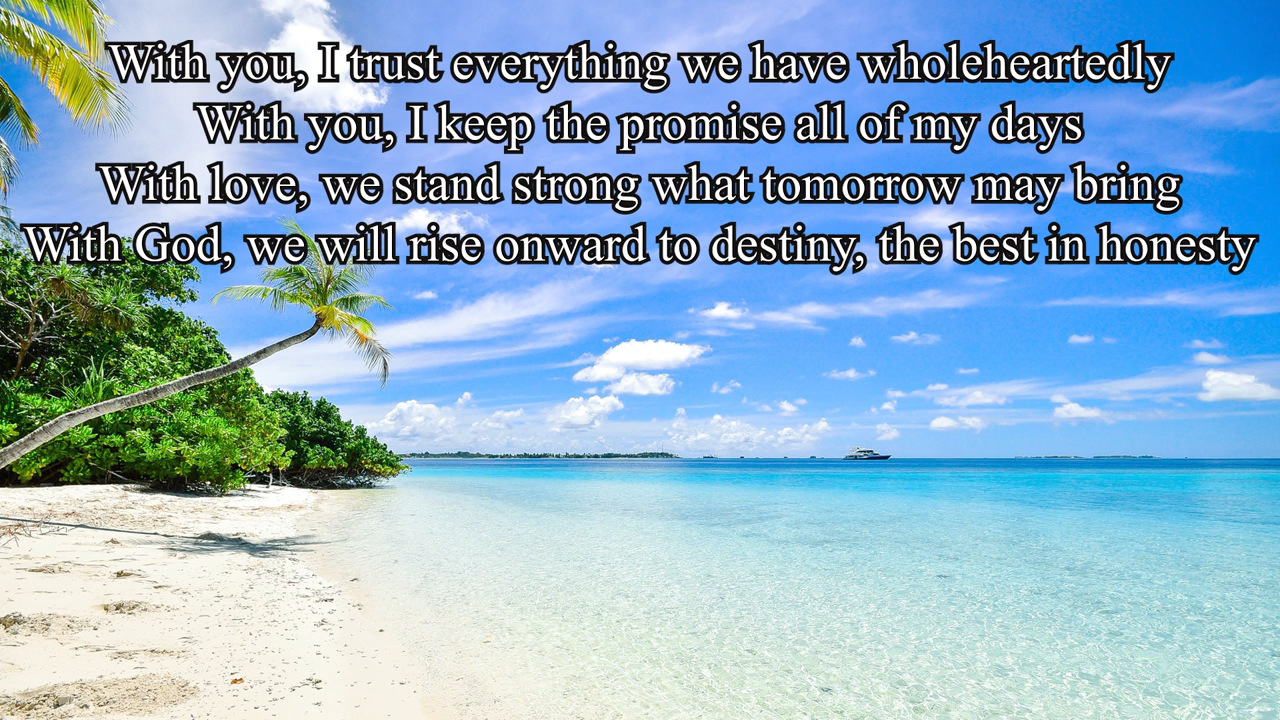 With you, I trust everything we have wholeheartedly
With you, I keep the promise all of my days
With love, we stand strong what tomorrow may bring
With God, we will rise onward to destiny, the best in honesty